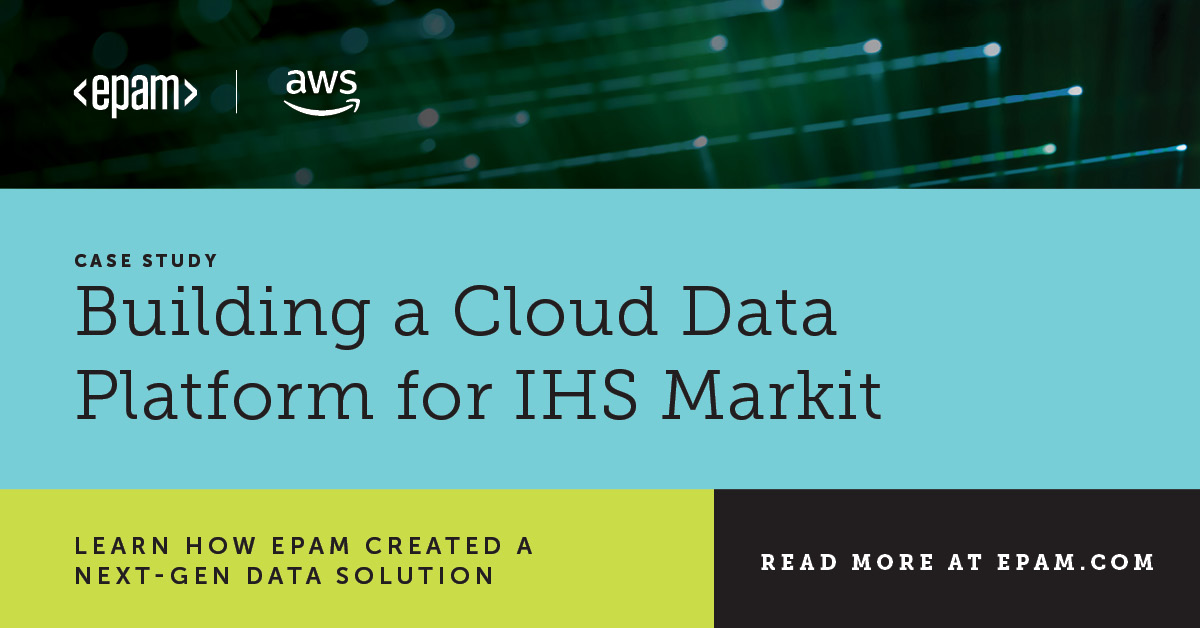 <epam>
aws
CASE STUDY
Building a Cloud Data
Platform for IHS Markit
LEARN HOW EPAM CREATED A
NEXT-GEN DATA SOLUTION
READ MORE AT EPAM.COM